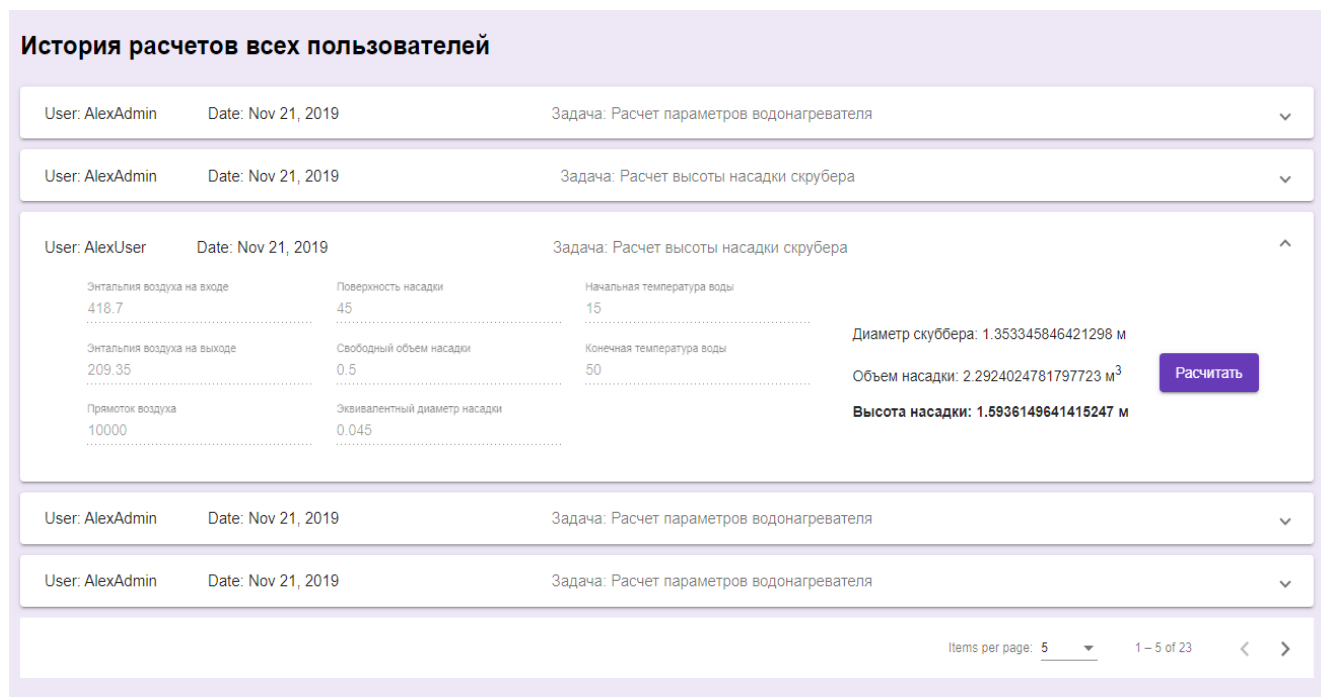 История расчетов всех пользователей
User: AlexAdmin Date: Nov 21, 2019 Задача: Расчет параметров водонагревателя
User: AlexAdmin Date: Nov 21, 2019 Задача: Расчет высоты насадки скрубера
User: AlexUser Date: Nov 21, 2019 Задача: Расчет высоты насадки скрубера
Энтальпия воздуха на входе Поверхность насадки Начальная температура воды
418.7 45 15
Диаметр скуббера: 1.353345846421298 м
Энтальпия воздуха на выходе Свободный объем насадки Конечная температура воды
209.35 0.5 50
Объем насадки: 2.2924024781797723 м³ Расчитать
Прямоток воздуха Эквивалентный диаметр насадки
Высота насадки: 1.5936149641415247 м
10000 0.045
User: AlexAdmin Date: Nov 21, 2019 Задача: Расчет параметров водонагревателя
User: AlexAdmin Date: Nov 21, 2019 Задача: Расчет параметров водонагревателя
Items per page: 5 1 – 5 of 23